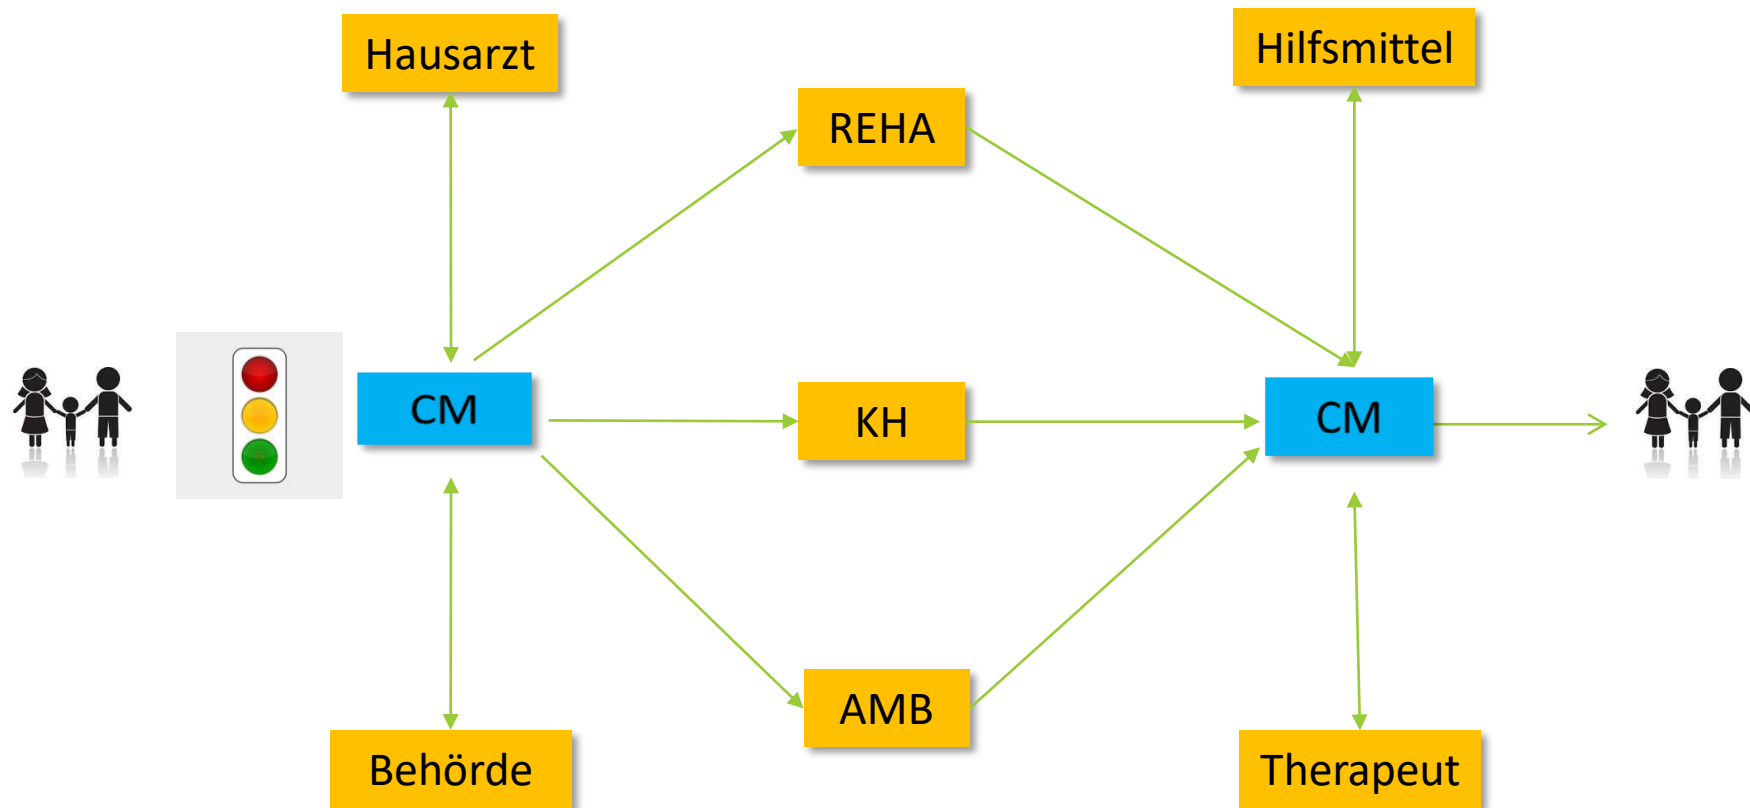 Hausarzt
Hilfsmittel
REHA
CM
KH
CM
AMB
Behörde
Therapeut